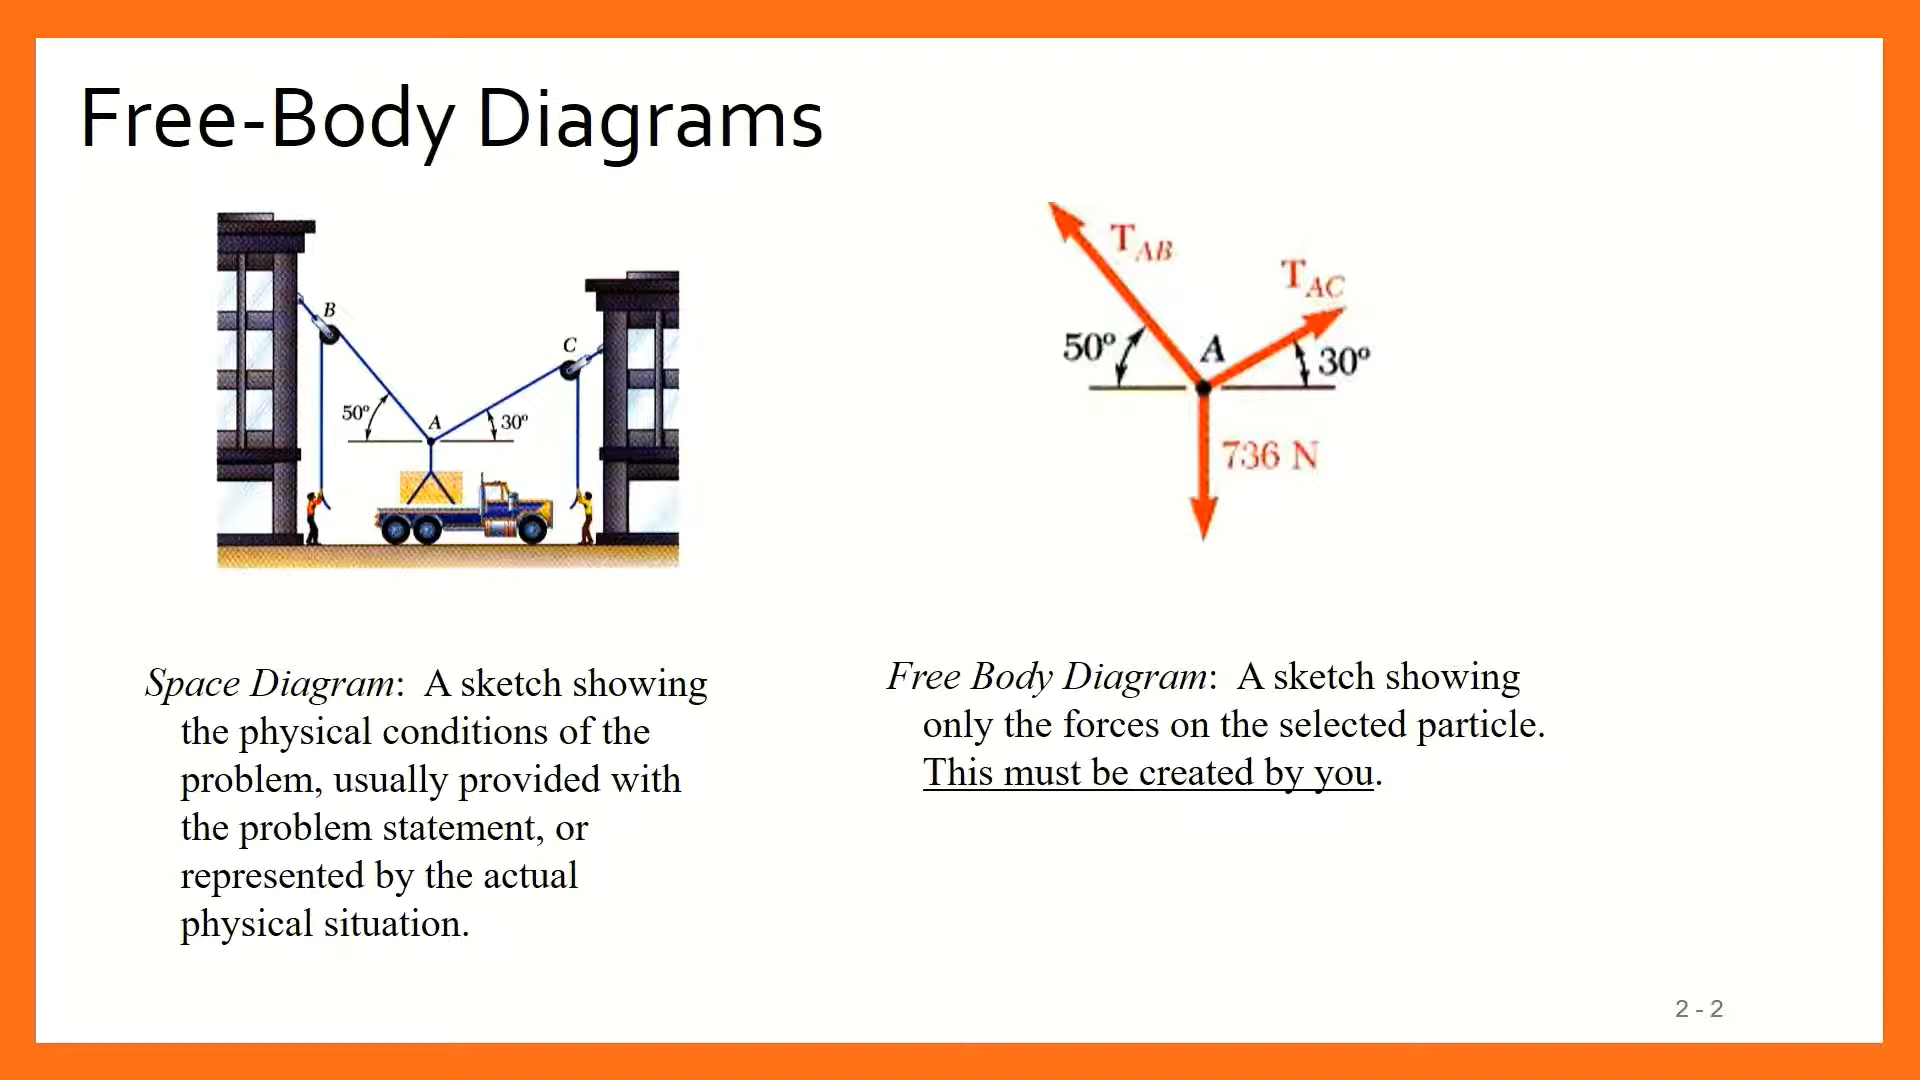 Free-Body Diagrams
B
C
50°
A
30°
T_AB
T_AC
50°
A
30°
736 N
Space Diagram:  A sketch showing
the physical conditions of the
problem, usually provided with
the problem statement, or
represented by the actual
physical situation.
Free Body Diagram:  A sketch showing
only the forces on the selected particle.
This must be created by you.
2 - 2